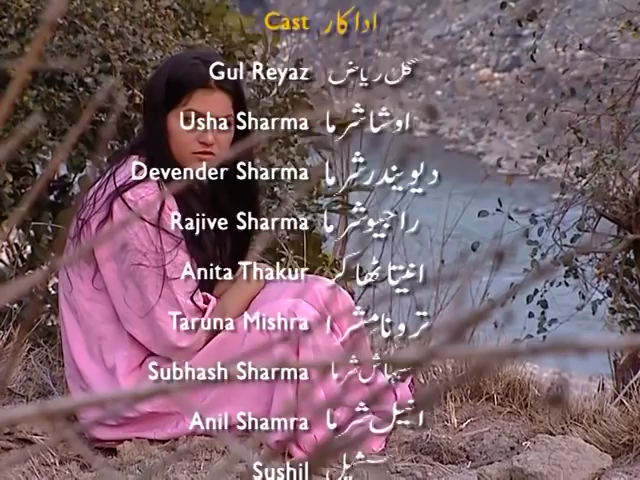 Cast اداکار
Gul Reyaz گل ریاض
Usha Sharma اوشا شرما
Devender Sharma دیویندر شرما
Rajive Sharma راجیو شرما
Anita Thakur انیتا ٹھاکر
Taruna Mishra ترونا مشرا
Subhash Sharma سبھاش شرما
Anil Shamra انیل شرما
Sushil